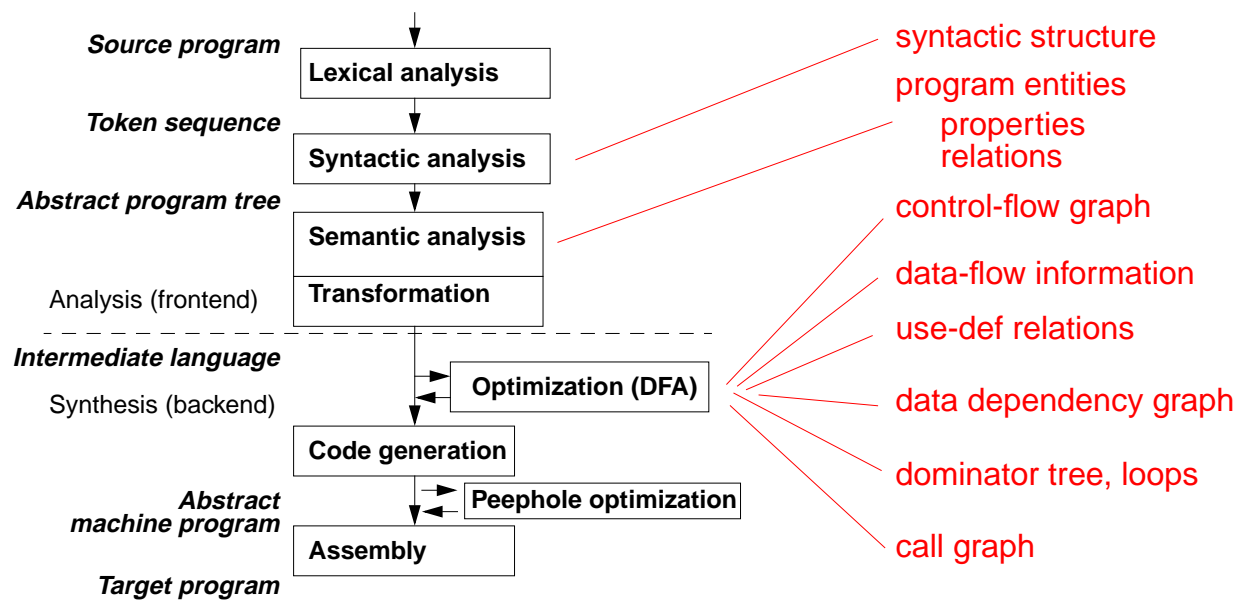 Source program
Lexical analysis
Token sequence
Syntactic analysis
Abstract program tree
Semantic analysis
Analysis (frontend)
Transformation
Intermediate language
Synthesis (backend)
Optimization (DFA)
Code generation
Abstract
machine program
Peephole optimization
Assembly
Target program
syntactic structure
program entities
properties
relations
control-flow graph
data-flow information
use-def relations
data dependency graph
dominator tree, loops
call graph